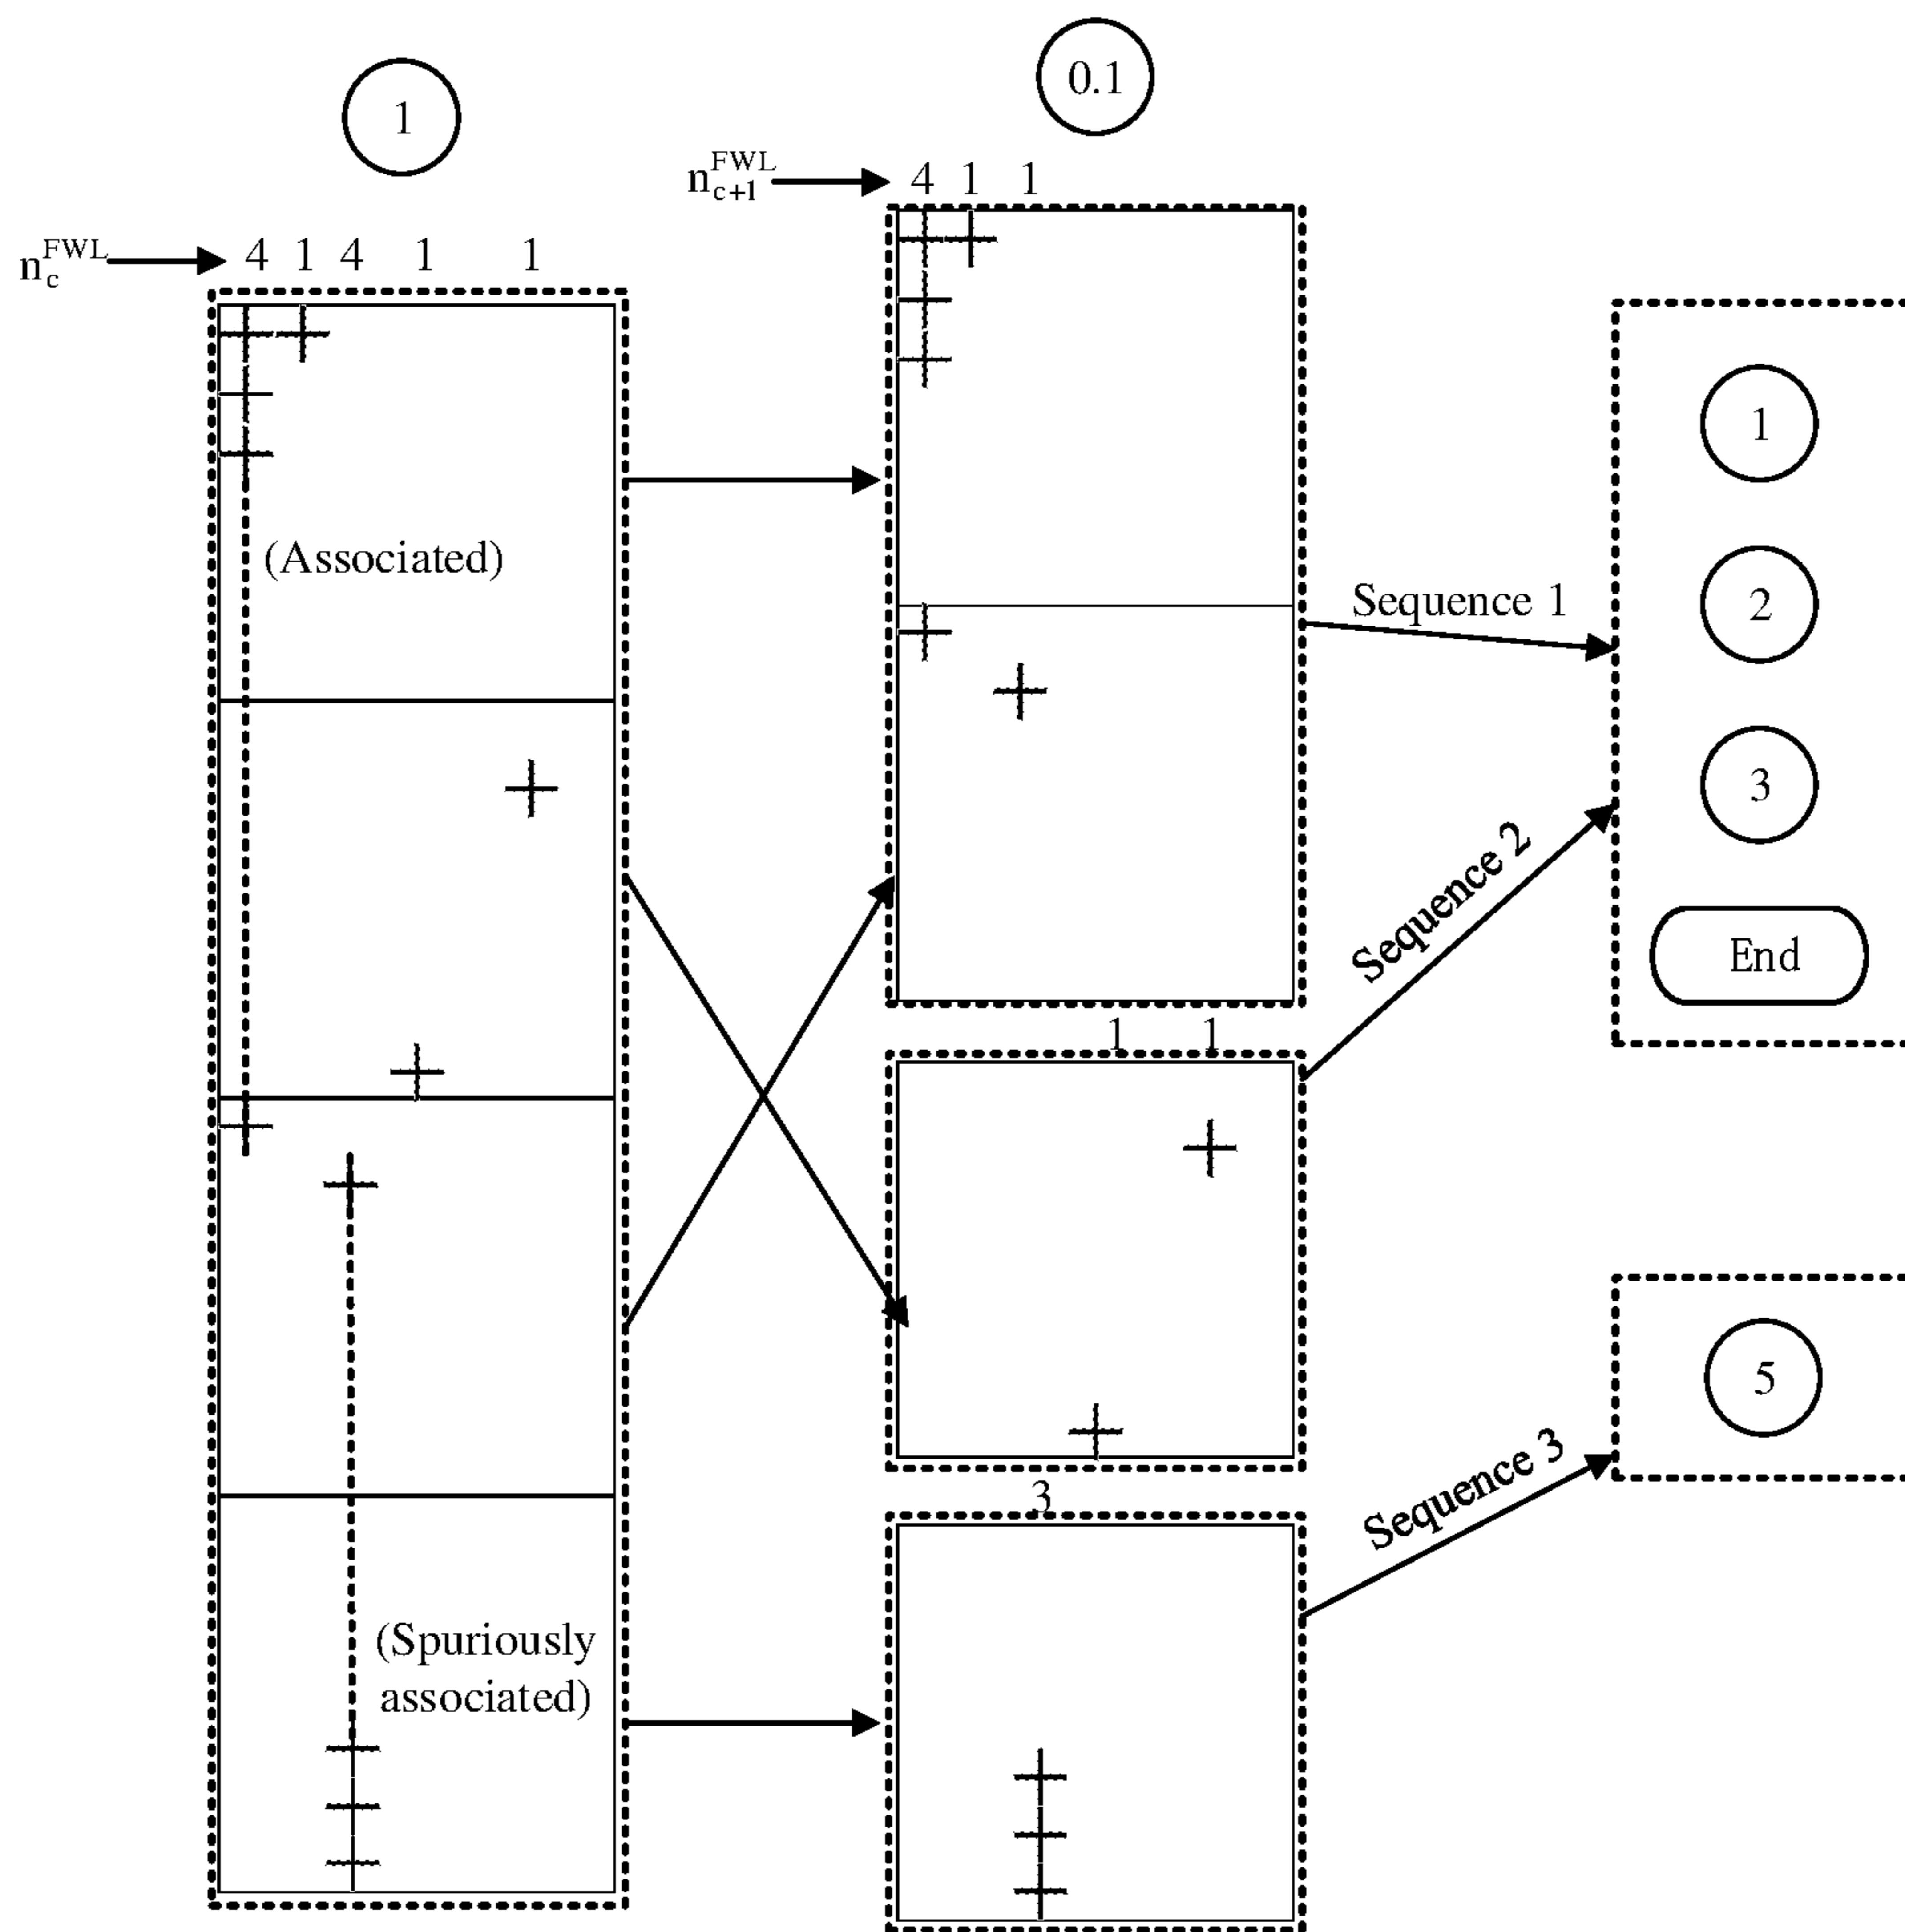 1
0.1
n_{c+1}^{FWL}
4 1 1
n_c^{FWL}
4 1 4 1 1
1
(Associated)
Sequence 1
2
3
Sequence 2
End
1 1
5
Sequence 3
3
(Spuriously
associated)